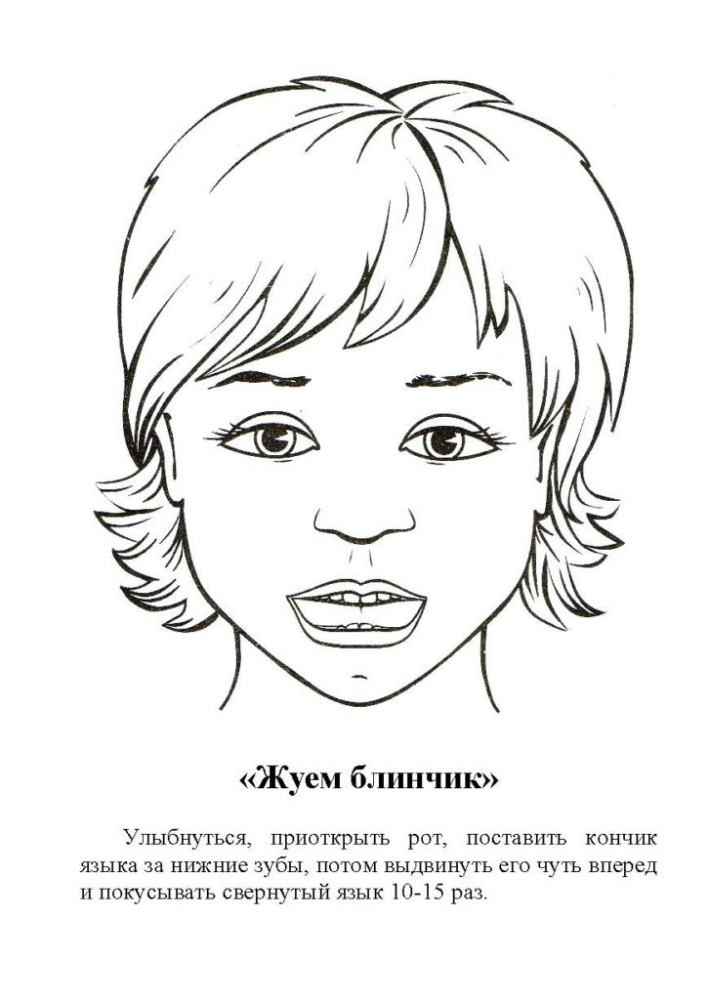 «Жуем блинчик»
Улыбнуться, приоткрыть рот, поставить кончик
языка за нижние зубы, потом выдвинуть его чуть вперед
и покусывать свернутый язык 10-15 раз.